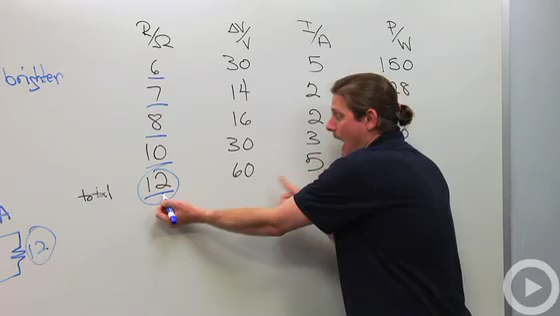 R/Ω ΔV/V I/A P/W
brighter 6 30 5 150
7 14 2 28
8 16 2
10 30 3
12 60 5
total
A
12